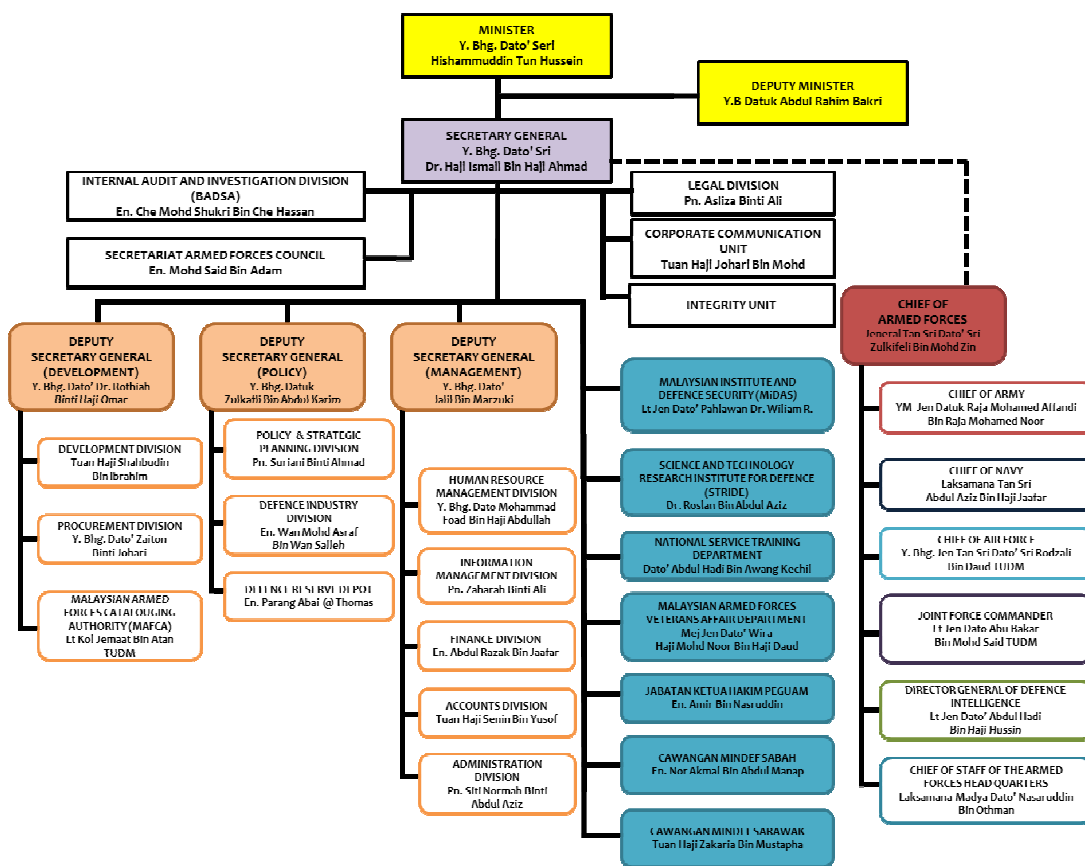 MINISTER
Y. Bhg. Dato' Seri
Hishammuddin Tun Hussein
DEPUTY MINISTER
Y.B Datuk Abdul Rahim Bakri
SECRETARY GENERAL
Y. Bhg. Dato' Sri
Dr. Haji Ismail Bin Haji Ahmad
INTERNAL AUDIT AND INVESTIGATION DIVISION
(BADSA)
En. Che Mohd Shukri Bin Che Hassan
SECRETARIAT ARMED FORCES COUNCIL
En. Mohd Said Bin Adam
LEGAL DIVISION
Pn. Asliza Binti Ali
CORPORATE COMMUNICATION
UNIT
Tuan Haji Johari Bin Mohd
INTEGRITY UNIT
CHIEF OF
ARMED FORCES
Jeneral Tan Sri Dato' Sri
Zulkifeli Bin Mohd Zin
DEPUTY
SECRETARY GENERAL
(DEVELOPMENT)
Y. Bhg. Dato' Dr. Rothiah
Binti Haji Omar
DEPUTY
SECRETARY GENERAL
(POLICY)
Y. Bhg. Datuk
Zulkafli Bin Abdul Karim
DEPUTY
SECRETARY GENERAL
(MANAGEMENT)
Y. Bhg. Dato'
Jalil Bin Marzuki
DEVELOPMENT DIVISION
Tuan Haji Shahbudin
Bin Ibrahim
PROCUREMENT DIVISION
Y. Bhg. Dato' Zaiton
Binti Johari
MALAYSIAN ARMED
FORCES CATALOUGING
AUTHORITY (MAFCA)
Lt Kol Jemaat Bin Atan
TUDM
POLICY & STRATEGIC
PLANNING DIVISION
Pn. Suriani Binti Ahmad
DEFENCE INDUSTRY
DIVISION
En. Wan Mohd Asraf
Bin Wan Salleh
DEFENCE RESERVE DEPOT
En. Parang Abai @ Thomas
HUMAN RESOURCE
MANAGEMENT DIVISION
Y. Bhg. Dato Mohammad
Foad Bin Haji Abdullah
INFORMATION
MANAGEMENT DIVISION
Pn. Zaharah Binti Ali
FINANCE DIVISION
En. Abdul Razak Bin Jaafar
ACCOUNTS DIVISION
Tuan Haji Senin Bin Yusof
ADMINISTRATION
DIVISION
Pn. Siti Normah Binti
Abdul Aziz
MALAYSIAN INSTITUTE AND
DEFENCE SECURITY (MiDAS)
Lt Jen Dato' Pahlawan Dr. Wiliam R.
SCIENCE AND TECHNOLOGY
RESEARCH INSTITUTE FOR DEFENCE
(STRIDE)
Dr. Roslan Bin Abdul Aziz
NATIONAL SERVICE TRAINING
DEPARTMENT
Dato' Abdul Hadi Bin Awang Kechil
MALAYSIAN ARMED FORCES
VETERANS AFFAIR DEPARTMENT
Mej Jen Dato' Wira
Haji Mohd Noor Bin Haji Daud
JABATAN KETUA HAKIM PEGUAM
En. Amir Bin Nasruddin
CAWANGAN MINDEF SABAH
En. Nor Akmal Bin Abdul Manap
CAWANGAN MINDEF SARAWAK
Tuan Haji Zakaria Bin Mustapha
CHIEF OF ARMY
YM Jen Datuk Raja Mohamed Affandi
Bin Raja Mohamed Noor
CHIEF OF NAVY
Laksamana Tan Sri
Abdul Aziz Bin Haji Jaafar
CHIEF OF AIR FORCE
Y. Bhg. Jen Tan Sri Dato' Sri Rodzali
Bin Daud TUDM
JOINT FORCE COMMANDER
Lt Jen Dato Abu Bakar
Bin Mohd Said TUDM
DIRECTOR GENERAL OF DEFENCE
INTELLIGENCE
Lt Jen Dato' Abdul Hadi
Bin Haji Hussin
CHIEF OF STAFF OF THE ARMED
FORCES HEAD QUARTERS
Laksamana Madya Dato' Nasaruddin
Bin Othman